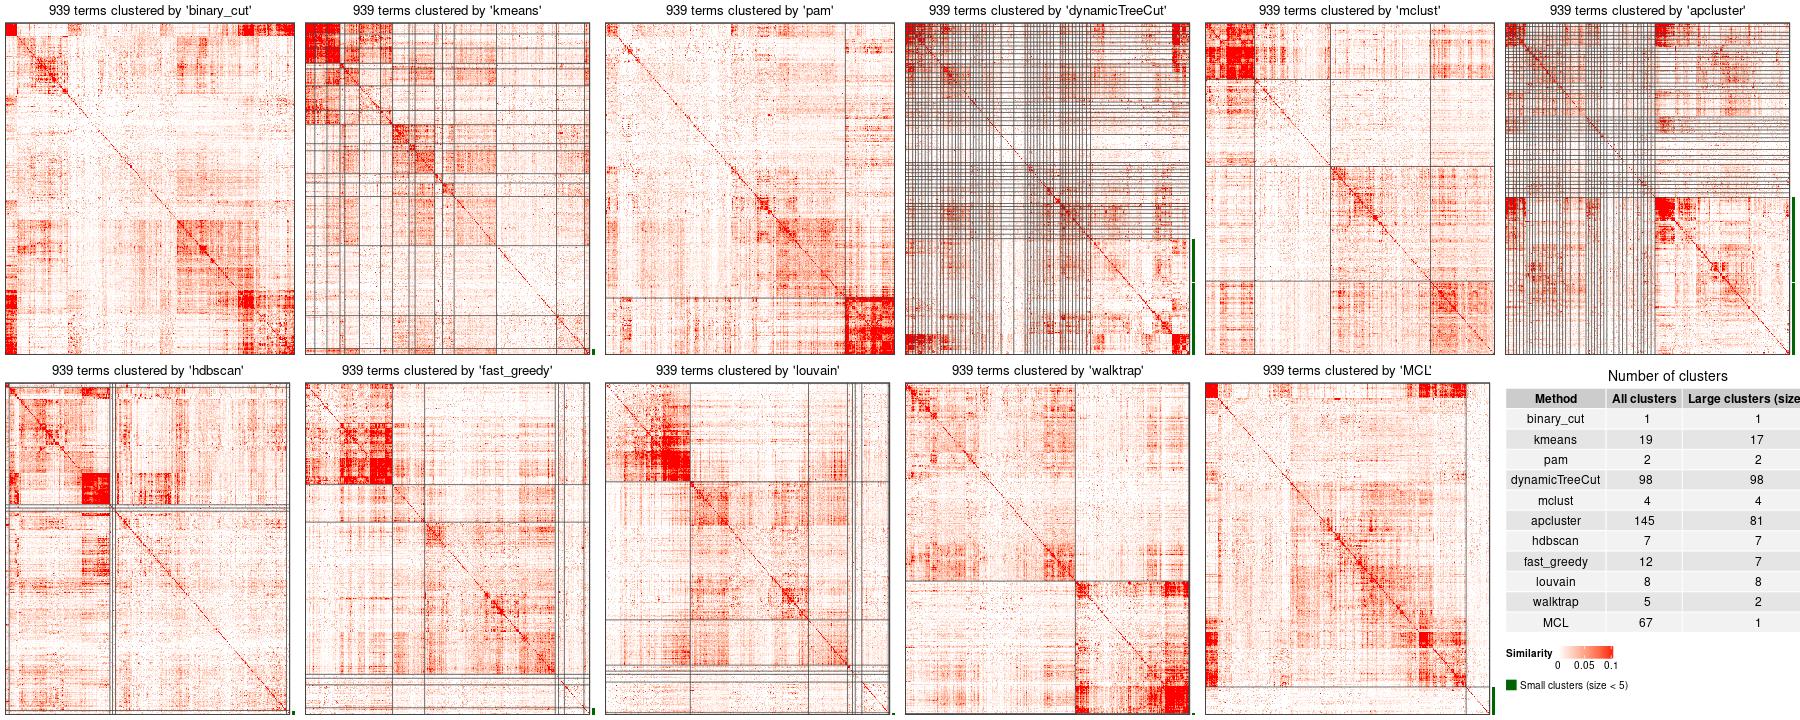 939 terms clustered by 'binary_cut'
939 terms clustered by 'kmeans'
939 terms clustered by 'pam'
939 terms clustered by 'dynamicTreeCut'
939 terms clustered by 'mclust'
939 terms clustered by 'apcluster'
939 terms clustered by 'hdbscan'
939 terms clustered by 'fast_greedy'
939 terms clustered by 'louvain'
939 terms clustered by 'walktrap'
939 terms clustered by 'MCL'
Number of clusters
Method All clusters Large clusters (size
binary_cut 1 1
kmeans 19 17
pam 2 2
dynamicTreeCut 98 98
mclust 4 4
apcluster 145 81
hdbscan 7 7
fast_greedy 12 7
louvain 8 8
walktrap 5 2
MCL 67 1
Similarity
0 0.05 0.1
Small clusters (size < 5)